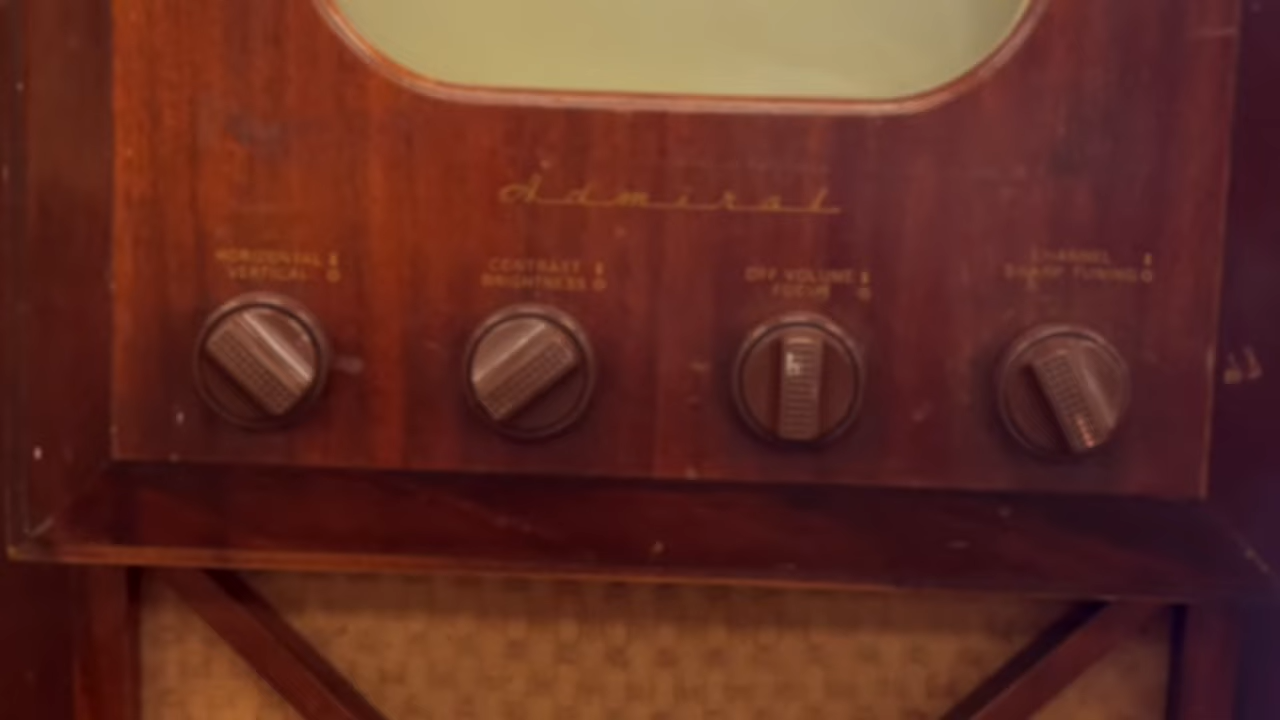 Admiral
HORIZONTAL
VERTICAL
CONTRAST
BRIGHTNESS
OFF VOLUME
FOCUS
CHANNEL
SHARP TUNING